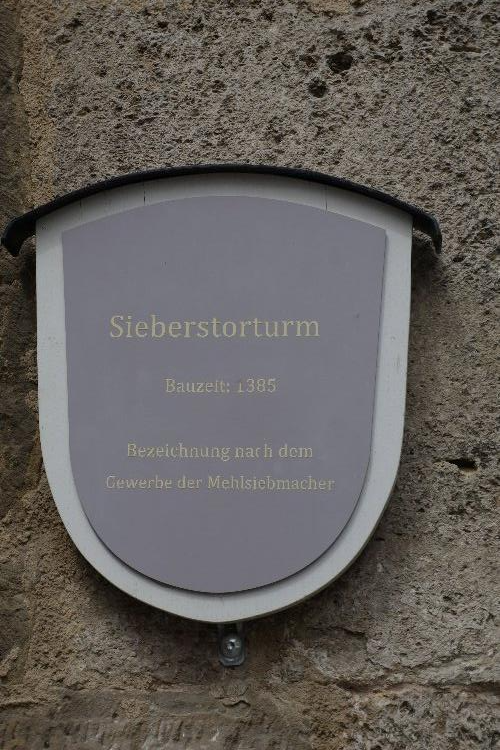 Sieberstorturm
Bauzeit: 1385
Bezeichnung nach dem
Gewerbe der Mehlsiebmacher